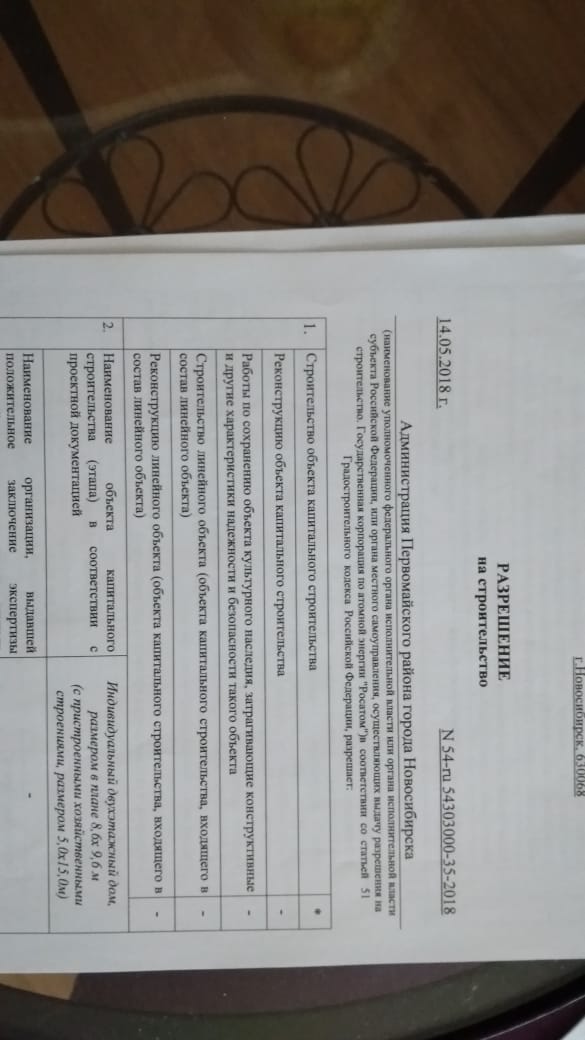 г.Новосибирск, 630068
РАЗРЕШЕНИЕ
на строительство
14.05.2018 г.
N 54-ru 54303000-35-2018
Администрация Первомайского района города Новосибирска
(наименование уполномоченного федерального органа исполнительной власти или органа исполнительной власти
субъекта Российской Федерации, или органа местного самоуправления, осуществляющих выдачу разрешения на
строительство. Государственная корпорация по атомной энергии "Росатом")в соответствии со статьей 51
Градостроительного кодекса Российской Федерации, разрешает:
1. Строительство объекта капитального строительства *
Реконструкцию объекта капитального строительства -
Работы по сохранению объекта культурного наследия, затрагивающие конструктивные -
и другие характеристики надежности и безопасности такого объекта
Строительство линейного объекта (объекта капитального строительства, входящего в -
состав линейного объекта)
Реконструкцию линейного объекта (объекта капитального строительства, входящего в -
состав линейного объекта)
2. Наименование объекта капитального
строительства (этапа) в соответствии с
проектной документацией
Индивидуальный двухэтажный дом,
размером в плане 8,6х 9,6 м
(с пристроенными хозяйственными
строениями, размером 5,0х15,0м)
Наименование организации, выдавшей -
положительное заключение экспертизы